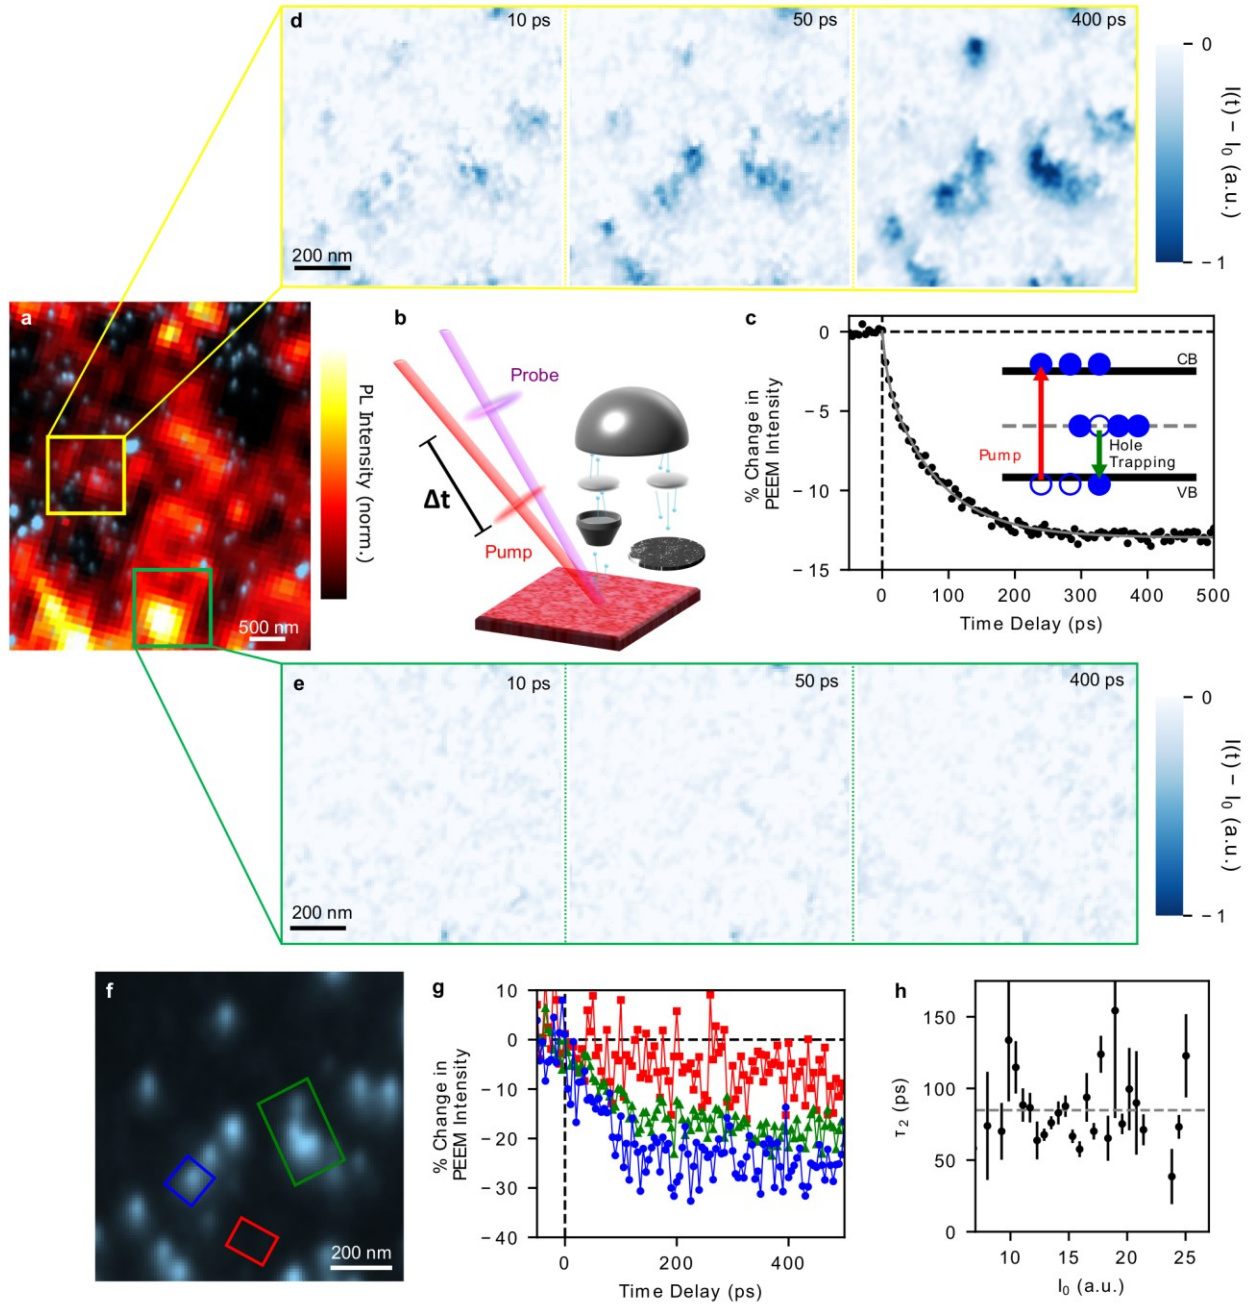 d
10 ps
50 ps
400 ps
0
I(t) − I₀ (a.u.)
− 1
200 nm
a
500 nm
PL Intensity (norm.)
b
Probe
Δt
Pump
c
0
− 5
− 10
− 15
% Change in
PEEM Intensity
CB
Pump
Hole
Trapping
VB
0 100 200 300 400 500
Time Delay (ps)
e
10 ps
50 ps
400 ps
0
I(t) − I₀ (a.u.)
− 1
200 nm
f
200 nm
g
10
0
− 10
− 20
− 30
− 40
% Change in
PEEM Intensity
0 200 400
Time Delay (ps)
h
150
100
50
0
τ₂ (ps)
10 15 20 25
I₀ (a.u.)